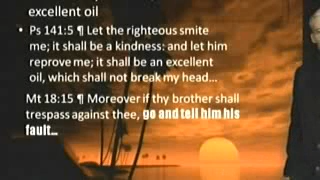 excellent oil
• Ps 141:5 ¶ Let the righteous smite
me; it shall be a kindness: and let him
reprove me; it shall be an excellent
oil, which shall not break my head...
Mt 18:15 ¶ Moreover if thy brother shall
trespass against thee, go and tell him his
fault...